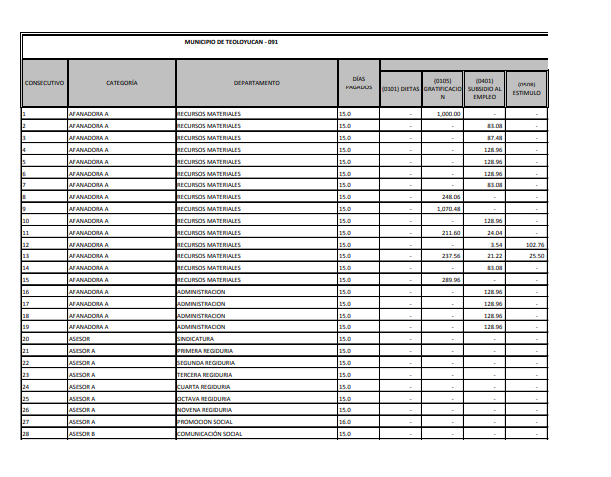 MUNICIPIO DE TEOLOYUCAN - 091
CONSECUTIVO CATEGORÍA DEPARTAMENTO DÍAS PAGADOS (0101) DIETAS (0105) GRATIFICACION (0401) SUBSIDIO AL EMPLEO ESTIMULO
1 AFANADORA A RECURSOS MATERIALES 15.0 - 1,000.00 - -
2 AFANADORA A RECURSOS MATERIALES 15.0 - - 83.08 -
3 AFANADORA A RECURSOS MATERIALES 15.0 - - 87.48 -
4 AFANADORA A RECURSOS MATERIALES 15.0 - - 128.96 -
5 AFANADORA A RECURSOS MATERIALES 15.0 - - 128.96 -
6 AFANADORA A RECURSOS MATERIALES 15.0 - - 128.96 -
7 AFANADORA A RECURSOS MATERIALES 15.0 - - 83.08 -
8 AFANADORA A RECURSOS MATERIALES 15.0 - 248.06 - -
9 AFANADORA A RECURSOS MATERIALES 15.0 - 1,070.48 - -
10 AFANADORA A RECURSOS MATERIALES 15.0 - - 128.96 -
11 AFANADORA A RECURSOS MATERIALES 15.0 - 211.60 24.04 -
12 AFANADORA A RECURSOS MATERIALES 15.0 - - 3.54 102.76
13 AFANADORA A RECURSOS MATERIALES 15.0 - 237.56 21.22 25.50
14 AFANADORA A RECURSOS MATERIALES 15.0 - - 83.08 -
15 AFANADORA A RECURSOS MATERIALES 15.0 - 289.96 - -
16 AFANADORA A ADMINISTRACION 15.0 - - 128.96 -
17 AFANADORA A ADMINISTRACION 15.0 - - 128.96 -
18 AFANADORA A ADMINISTRACION 15.0 - - 128.96 -
19 AFANADORA A ADMINISTRACION 15.0 - - 128.96 -
20 ASESOR SINDICATURA 15.0 - - - -
21 ASESOR A PRIMERA REGIDURIA 15.0 - - - -
22 ASESOR A SEGUNDA REGIDURIA 15.0 - - - -
23 ASESOR A TERCERA REGIDURIA 15.0 - - - -
24 ASESOR A CUARTA REGIDURIA 15.0 - - - -
25 ASESOR A OCTAVA REGIDURIA 15.0 - - - -
26 ASESOR A NOVENA REGIDURIA 15.0 - - - -
27 ASESOR A PROMOCION SOCIAL 16.0 - - - -
28 ASESOR B COMUNICACIÓN SOCIAL 15.0 - - - -